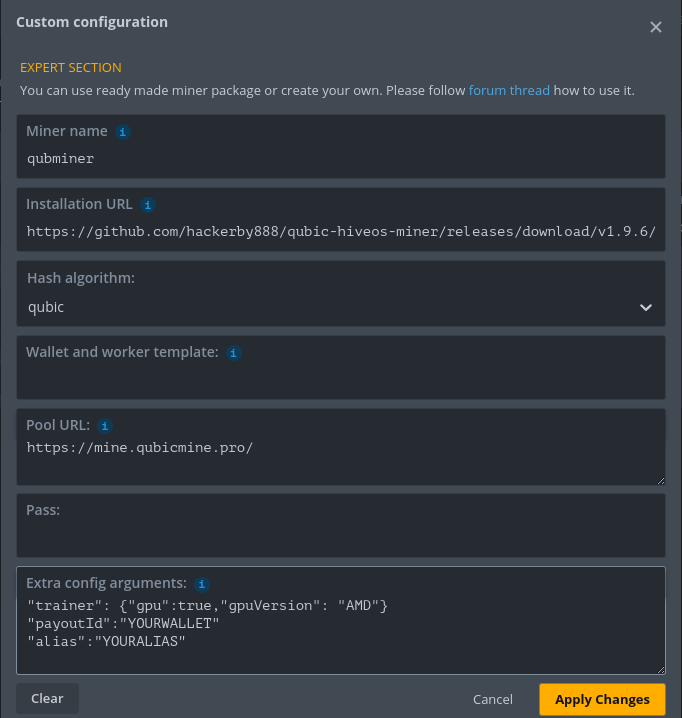 Custom configuration
EXPERT SECTION
You can use ready made miner package or create your own. Please follow forum thread how to use it.
Miner name
qubminer
Installation URL
https://github.com/hackerby888/qubic-hiveos-miner/releases/download/v1.9.6/
Hash algorithm:
qubic
Wallet and worker template:
Pool URL:
https://mine.qubicmine.pro/
Pass:
Extra config arguments:
"trainer": {"gpu":true,"gpuVersion": "AMD"}
"payoutId":"YOURWALLET"
"alias":"YOURALIAS"
Clear
Cancel
Apply Changes